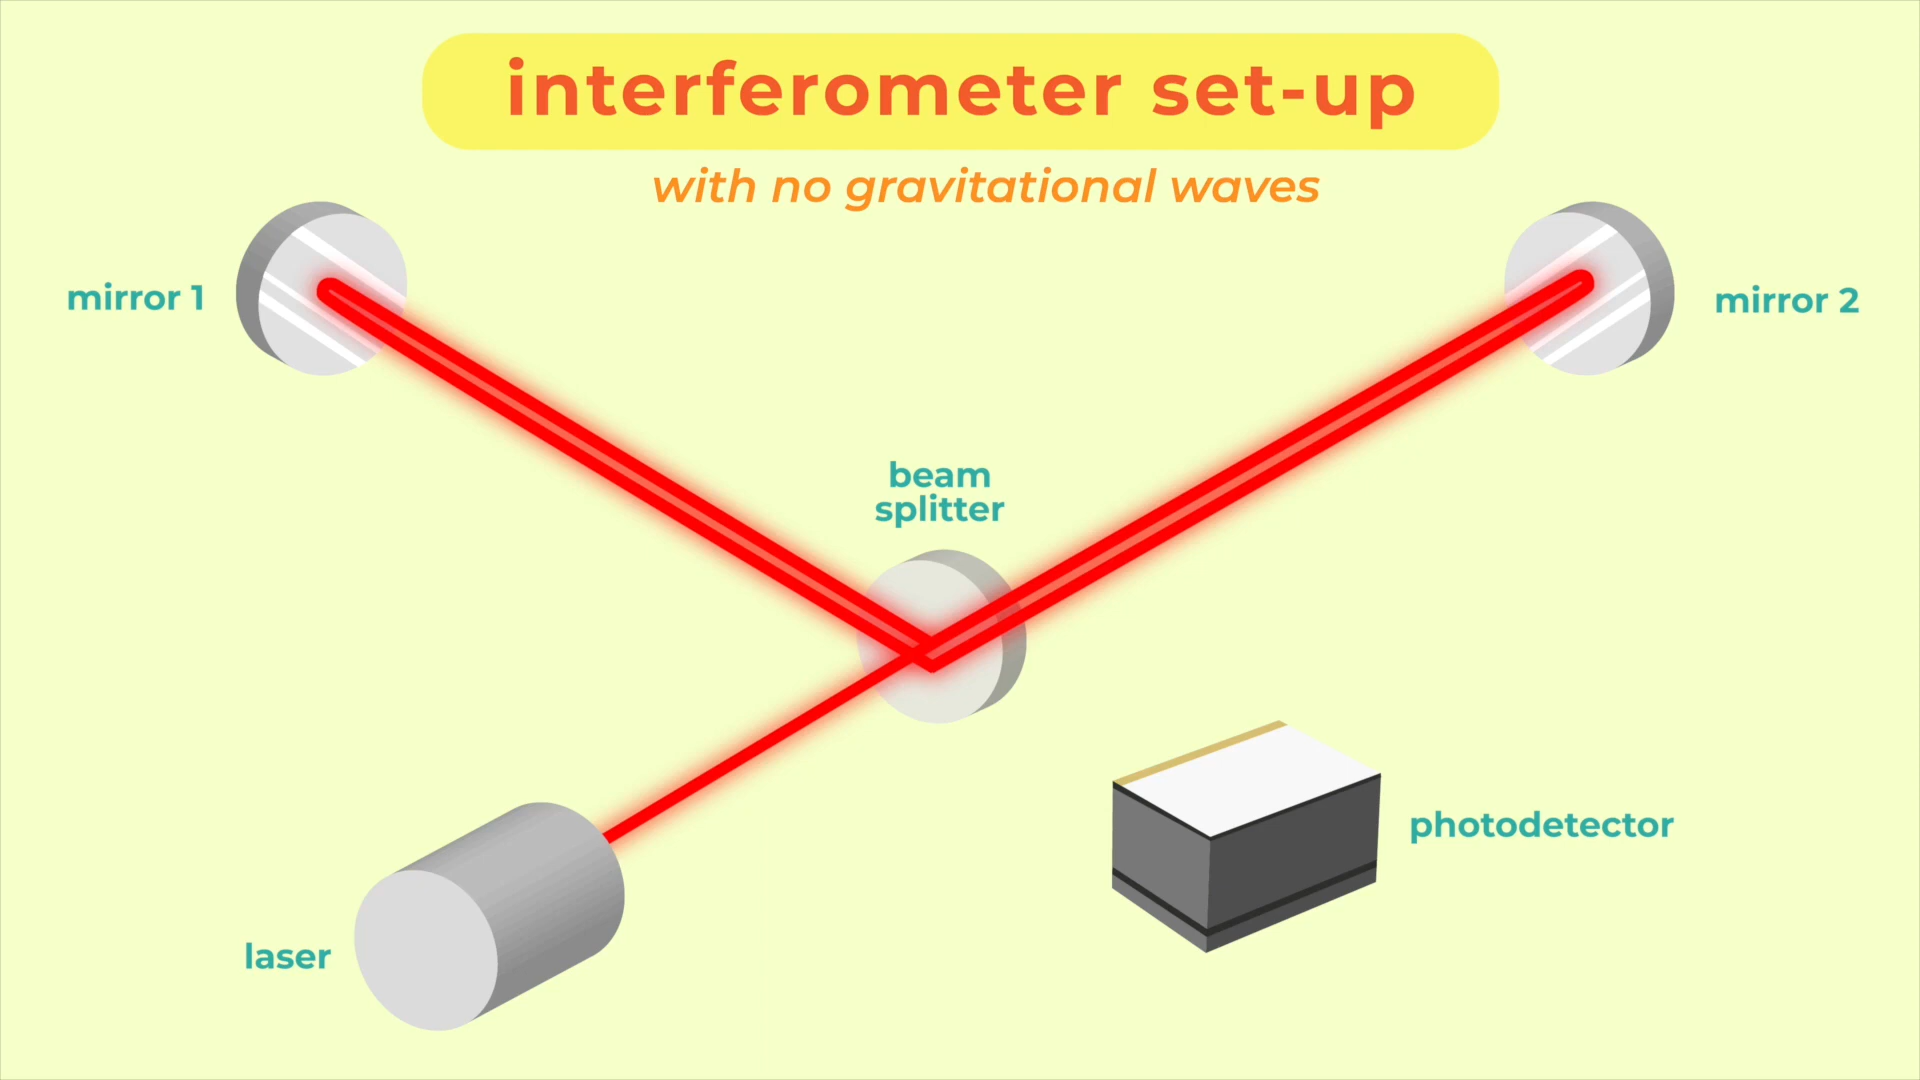 interferometer set-up
with no gravitational waves
mirror 1
mirror 2
beam
splitter
photodetector
laser